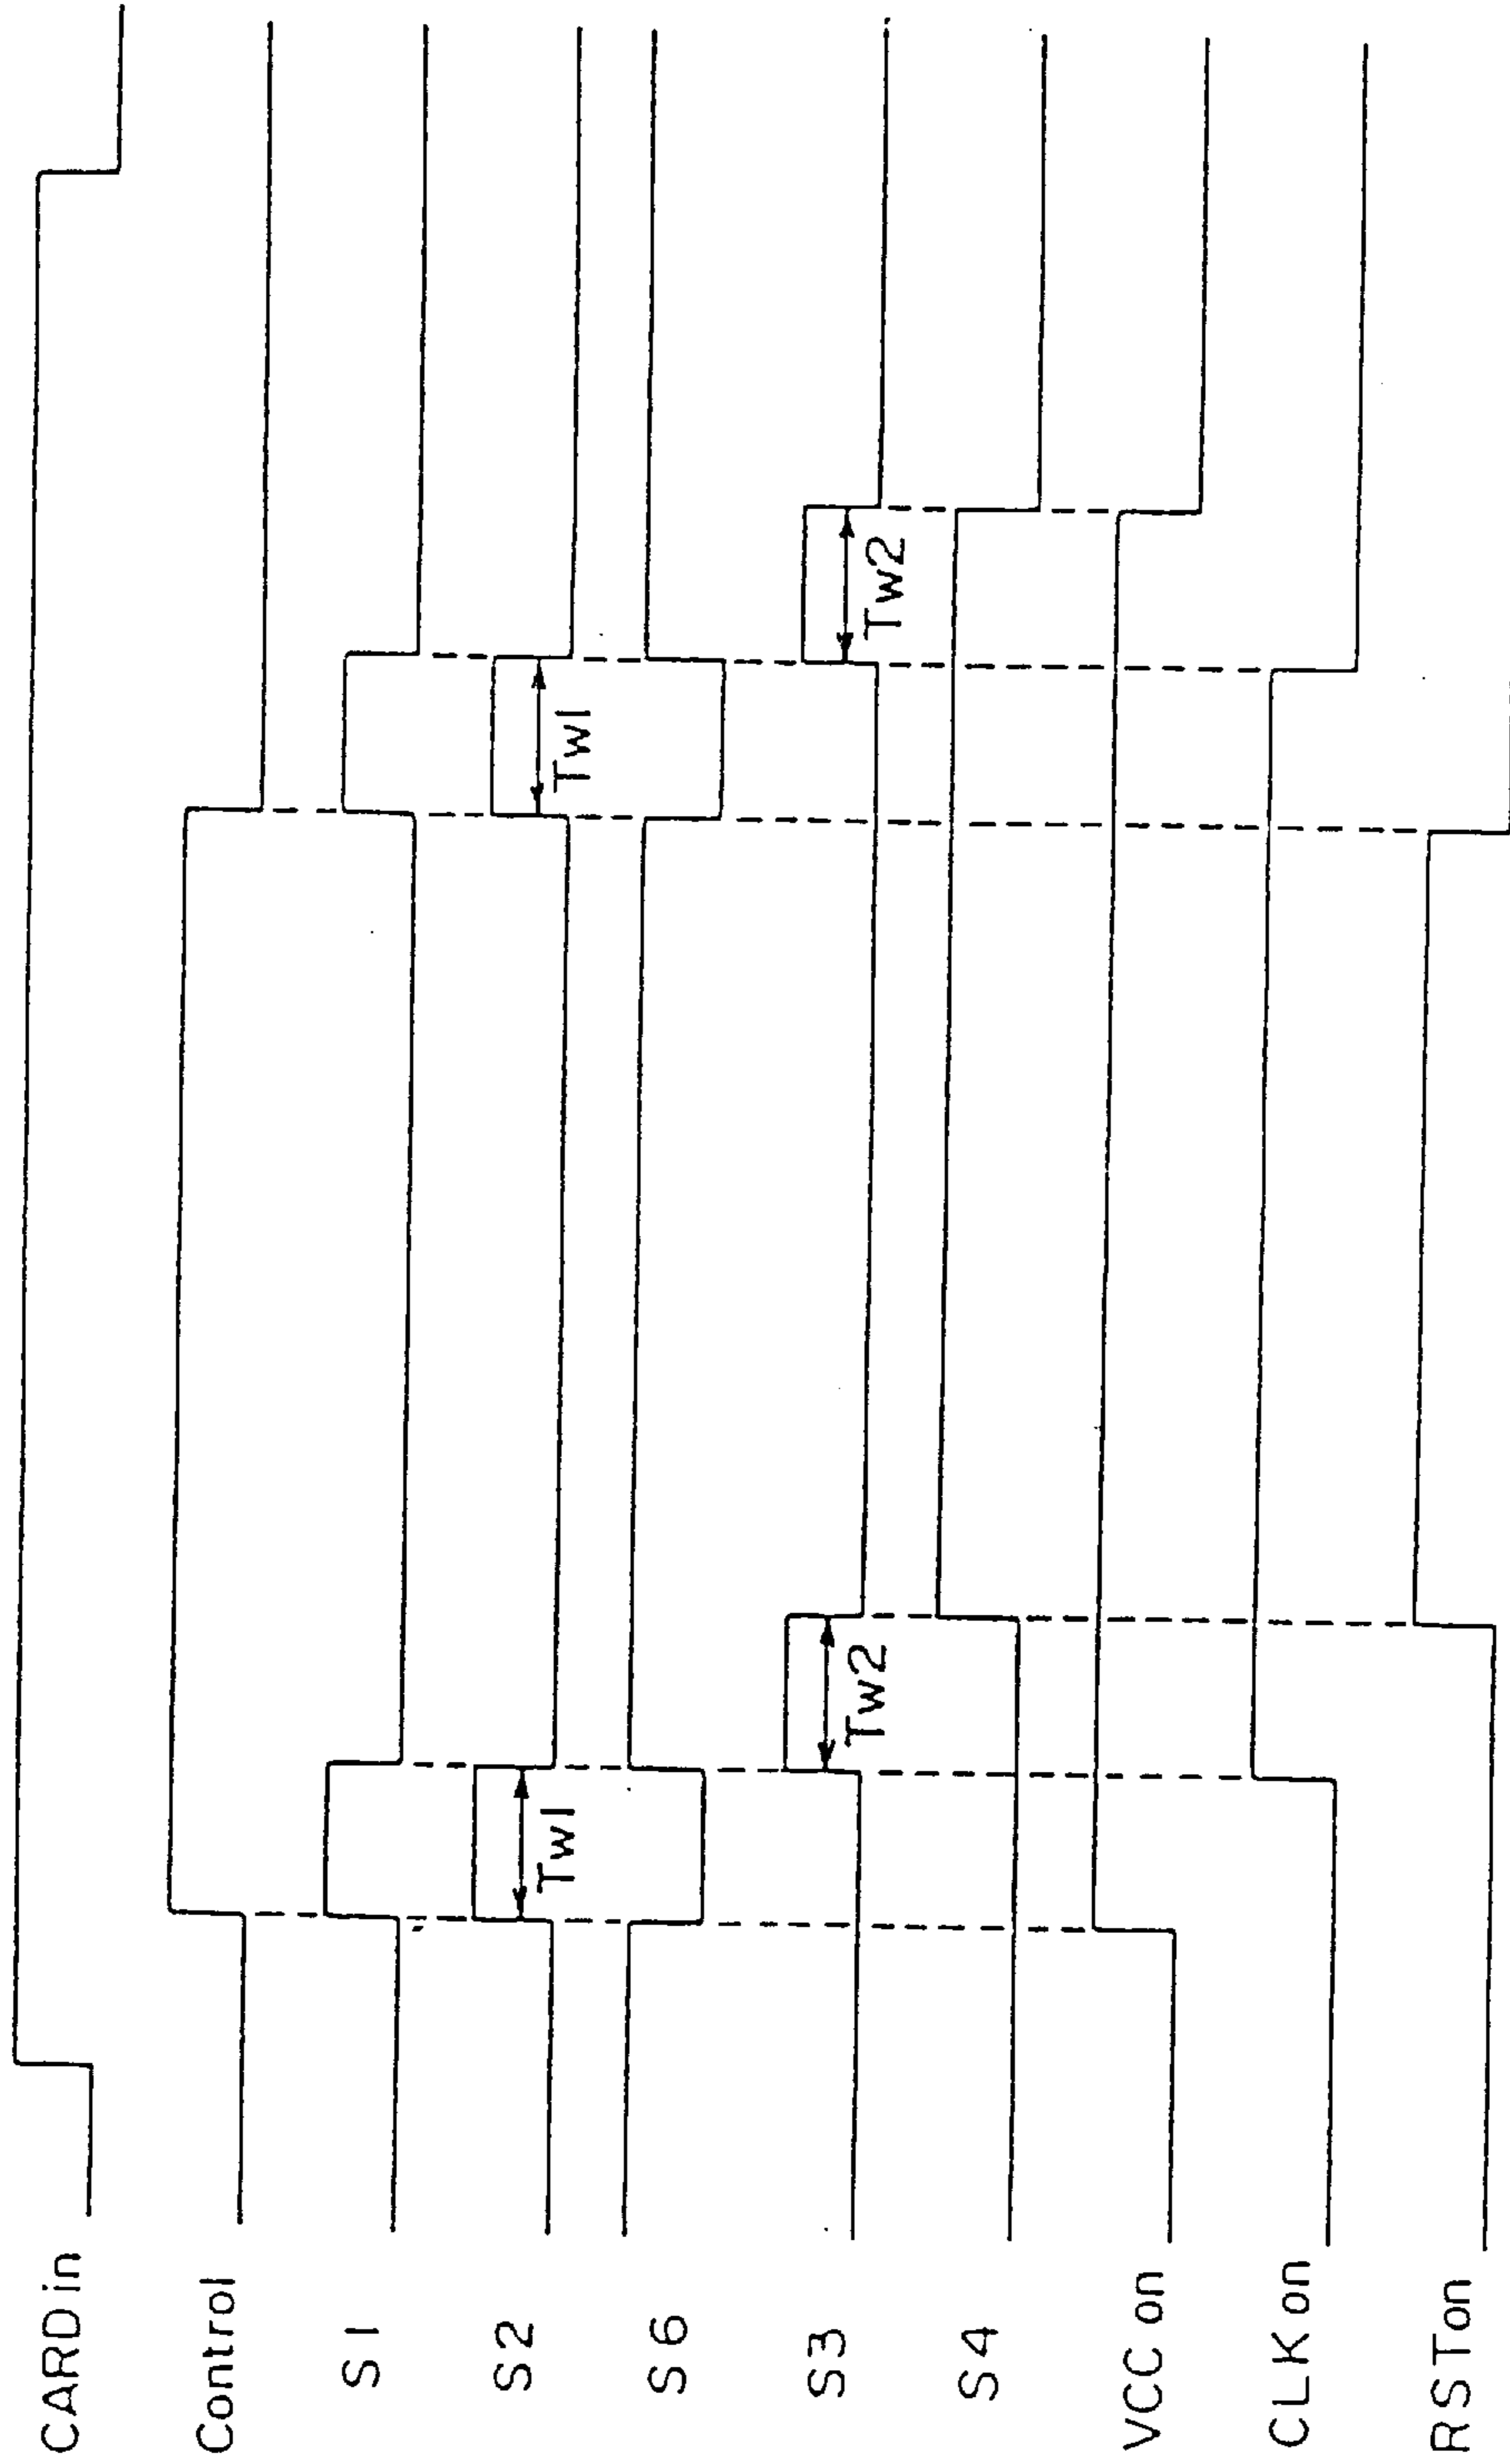 CARD in
Control
S1
S2
Tw1
Tw1
S6
S3
Tw2
Tw2
S4
VCC on
CLK on
RST on